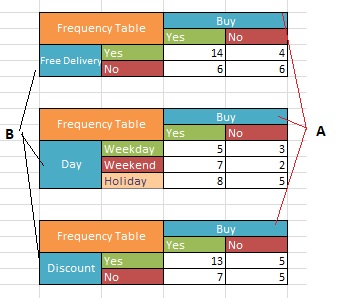 Frequency Table Buy
Yes No
Free Delivery Yes 14 4
No 6 6
Frequency Table Buy
Yes No
Weekday 5 3
Day Weekend 7 2
Holiday 8 5
B
A
Frequency Table Buy
Yes No
Discount Yes 13 5
No 7 5